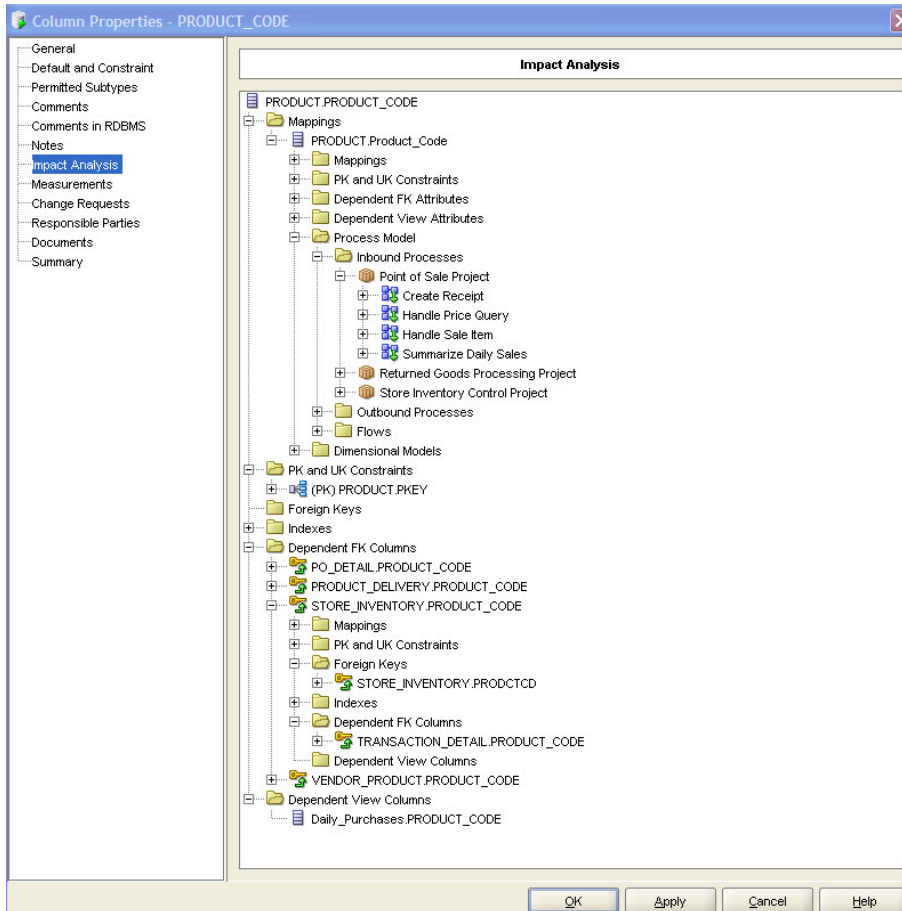 Column Properties - PRODUCT_CODE
General
Default and Constraint
Permitted Subtypes
Comments
Comments in RDBMS
Notes
Impact Analysis
Measurements
Change Requests
Responsible Parties
Documents
Summary
Impact Analysis
PRODUCT.PRODUCT_CODE
Mappings
PRODUCT.Product_Code
Mappings
PK and UK Constraints
Dependent FK Attributes
Dependent View Attributes
Process Model
Inbound Processes
Point of Sale Project
Create Receipt
Handle Price Query
Handle Sale Item
Summarize Daily Sales
Returned Goods Processing Project
Store Inventory Control Project
Outbound Processes
Flows
Dimensional Models
PK and UK Constraints
(PK) PRODUCT.PKEY
Foreign Keys
Indexes
Dependent FK Columns
PO_DETAIL.PRODUCT_CODE
PRODUCT_DELIVERY.PRODUCT_CODE
STORE_INVENTORY.PRODUCT_CODE
Mappings
PK and UK Constraints
Foreign Keys
STORE_INVENTORY.PRODCTCD
Indexes
Dependent FK Columns
TRANSACTION_DETAIL.PRODUCT_CODE
Dependent View Columns
VENDOR_PRODUCT.PRODUCT_CODE
Dependent View Columns
Daily_Purchases.PRODUCT_CODE
OK Apply Cancel Help